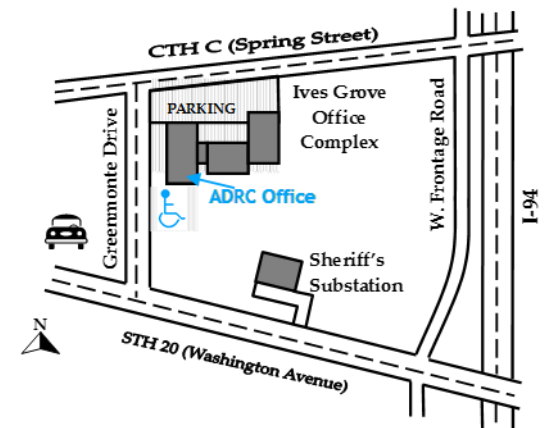 CTH C (Spring Street)
PARKING
Ives Grove
Office
Complex
Greenmonte Drive
W. Frontage Road
I-94
ADRC Office
Sheriff's
Substation
N
STH 20 (Washington Avenue)